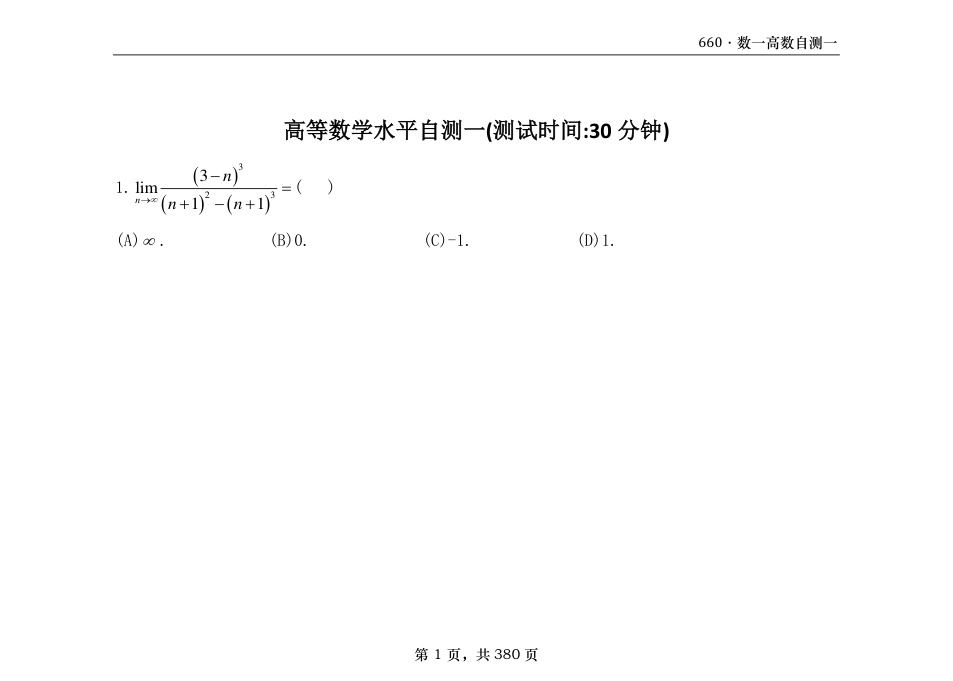 660·数一高数自测一
高等数学水平自测一(测试时间:30 分钟)
1. lim_{n→∞} (3−n)^3 / ((n+1)^2 −(n+1)^3) = (  )
(A)∞. (B)0. (C)-1. (D)1.
第 1 页，共 380 页